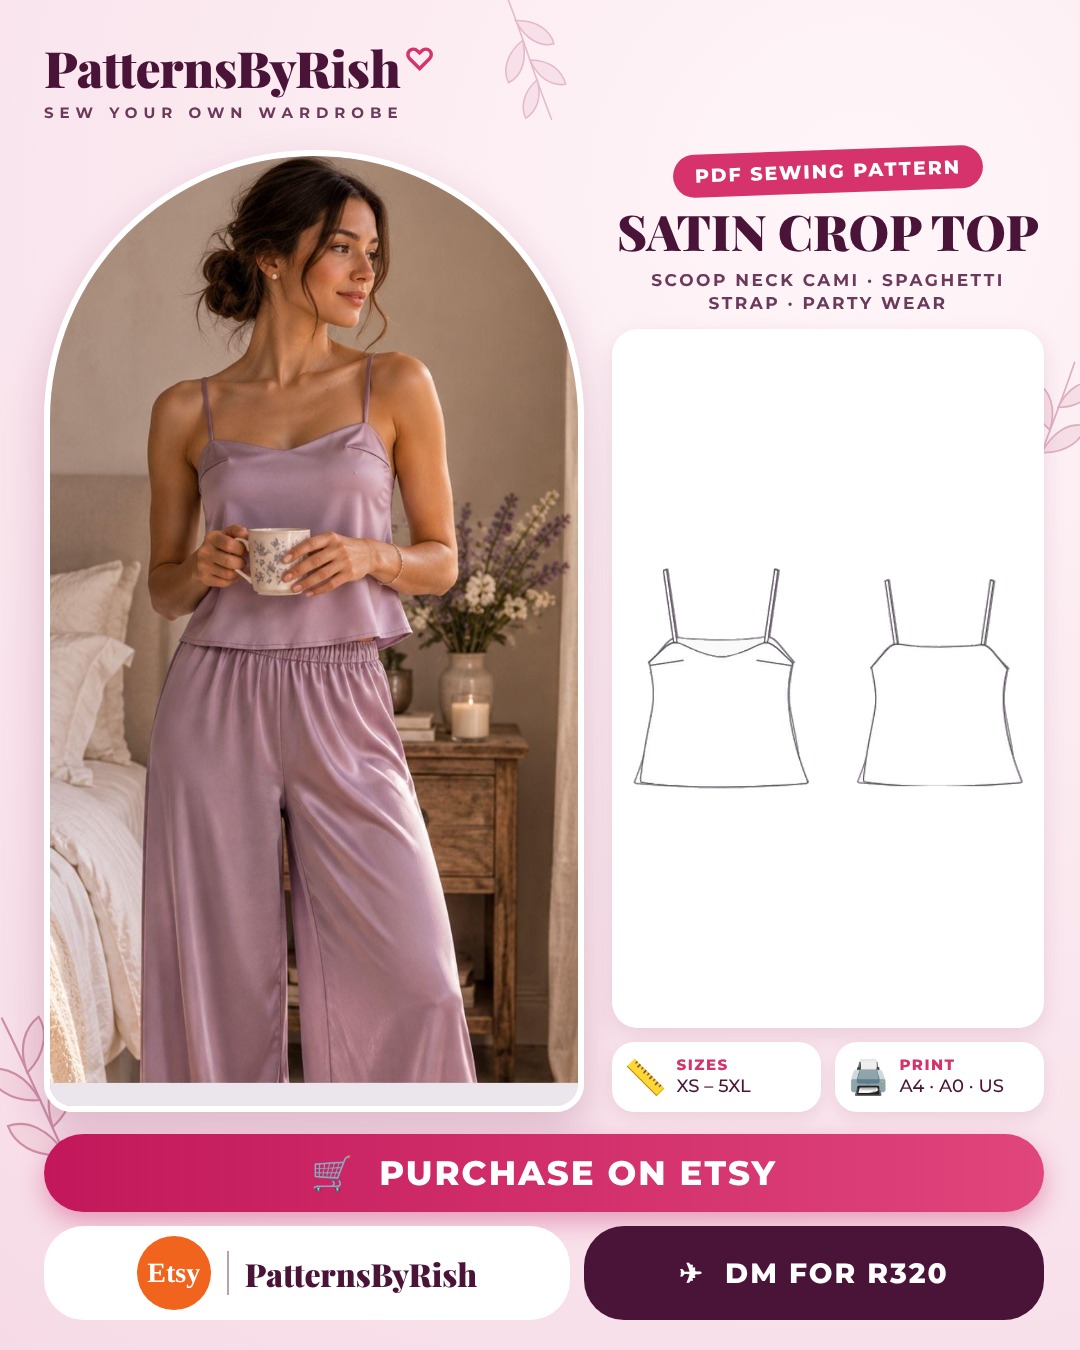 PatternsByRish
SEW YOUR OWN WARDROBE
PDF SEWING PATTERN
SATIN CROP TOP
SCOOP NECK CAMI · SPAGHETTI
STRAP · PARTY WEAR
SIZES
XS – 5XL
PRINT
A4 · A0 · US
PURCHASE ON ETSY
Etsy
PatternsByRish
DM FOR R320